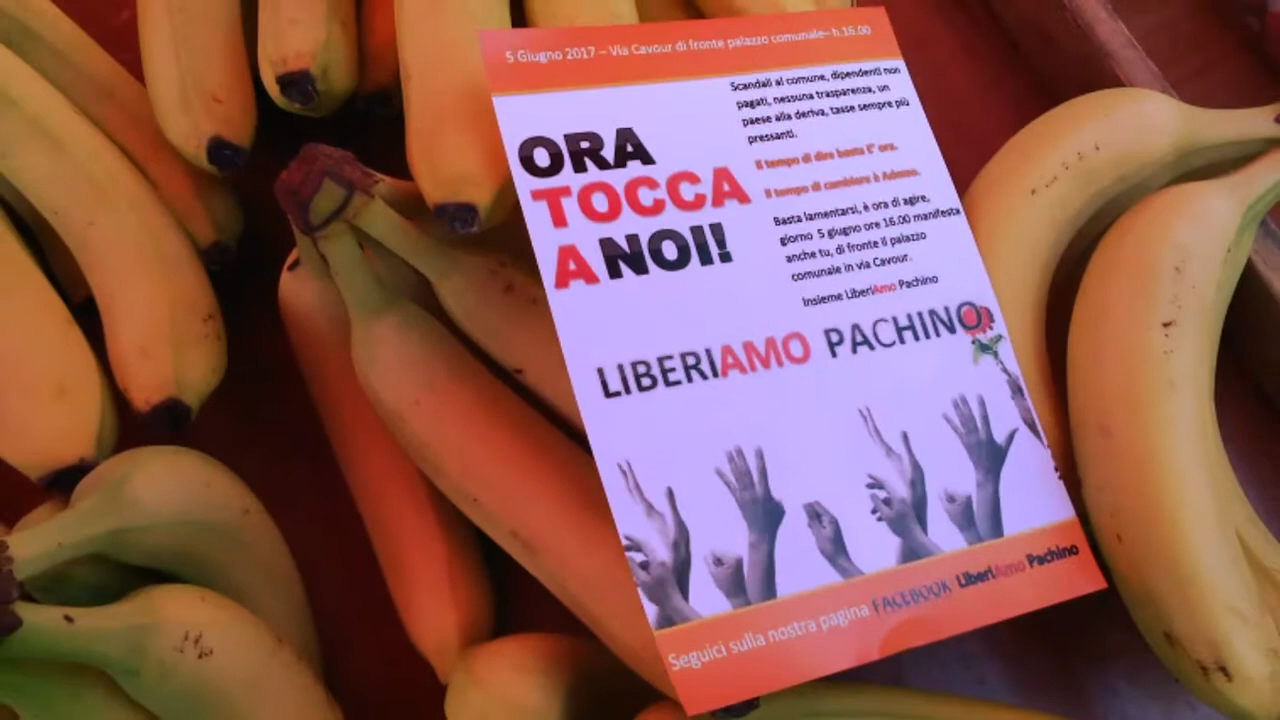 5 Giugno 2017 – Via Cavour di fronte palazzo comunale– h.16.00
Scandali al comune, dipendenti non
pagati, nessuna trasparenza, un
paese alla deriva, tasse sempre più
pressanti.
Il tempo di dire basta E' ora.
Il tempo di cambiare è Adesso.
Basta lamentarsi, è ora di agire,
giorno 5 giugno ore 16.00 manifesta
anche tu, di fronte il palazzo
comunale in via Cavour.
Insieme LiberiAmo Pachino
ORA
TOCCA
A NOI!
LIBERIAMO PACHINO
Seguici sulla nostra pagina FACEBOOK LiberiAmo Pachino